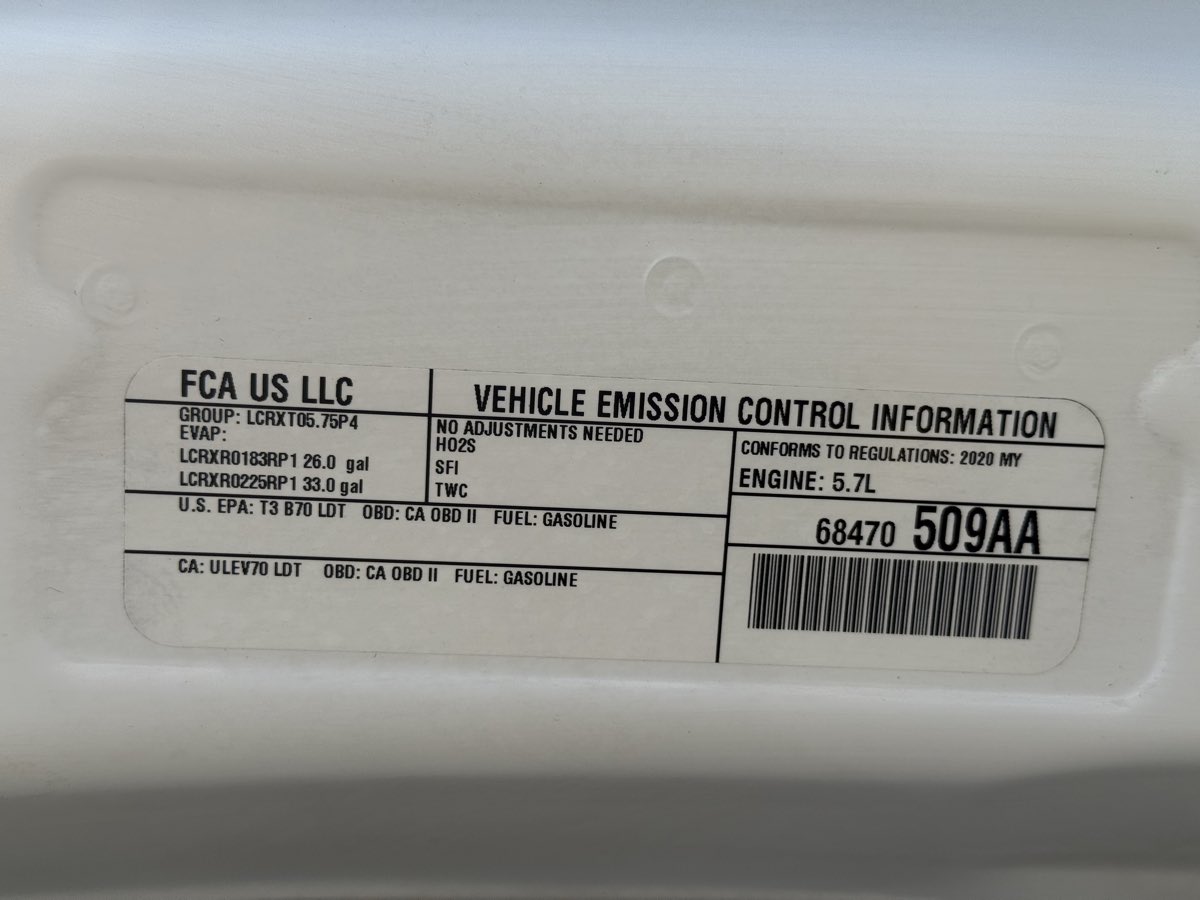 FCA US LLC
VEHICLE EMISSION CONTROL INFORMATION
GROUP: LCRXT05.75P4
EVAP:
LCRXR0183RP1 26.0 gal
LCRXR0225RP1 33.0 gal
NO ADJUSTMENTS NEEDED
HO2S
SFI
TWC
CONFORMS TO REGULATIONS: 2020 MY
ENGINE: 5.7L
U.S. EPA: T3 B70 LDT OBD: CA OBD II FUEL: GASOLINE
68470 509AA
CA: ULEV70 LDT OBD: CA OBD II FUEL: GASOLINE